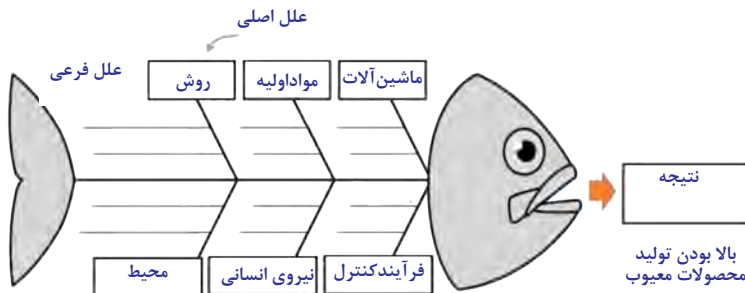 علل اصلی
علل فرعی
روش
مواداولیه
ماشین‌آلات
نتیجه
بالا بودن تولید
محصولات معیوب
محیط
نیروی انسانی
فرآیندکنترل